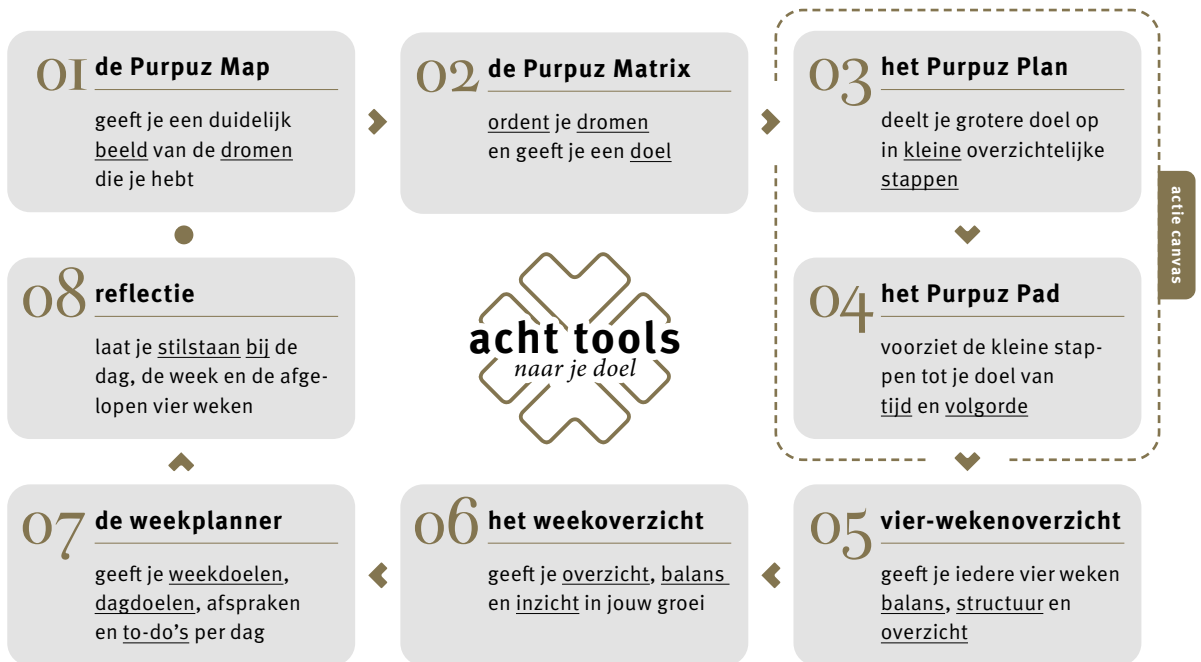 01 de Purpuz Map
geeft je een duidelijk
beeld van de dromen
die je hebt
02 de Purpuz Matrix
ordent je dromen
en geeft je een doel
03 het Purpuz Plan
deelt je grotere doel op
in kleine overzichtelijke
stappen
actie canvas
04 het Purpuz Pad
voorziet de kleine stap-
pen tot je doel van
tijd en volgorde
vier-wekenoverzicht
05
geeft je iedere vier weken
balans, structuur en
overzicht
06 het weekoverzicht
geeft je overzicht, balans
en inzicht in jouw groei
07 de weekplanner
geeft je weekdoelen,
dagdoelen, afspraken
en to-do's per dag
08 reflectie
laat je stilstaan bij de
dag, de week en de afge-
lopen vier weken
acht tools
naar je doel